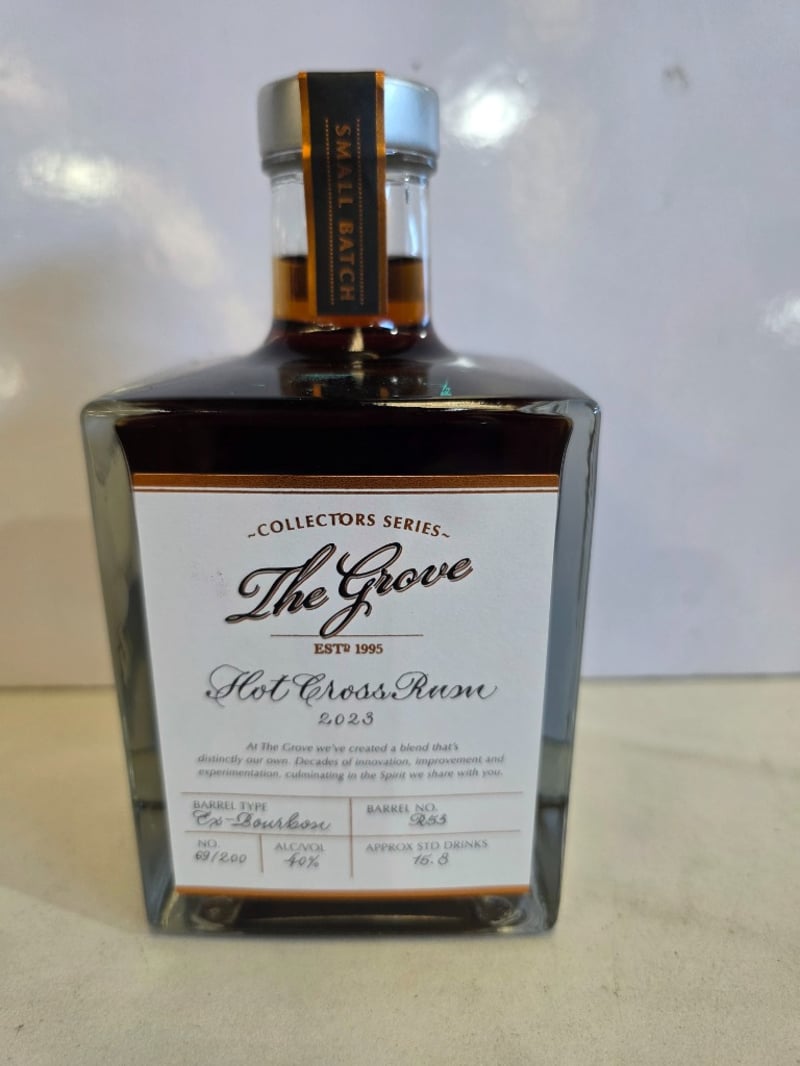 SMALL BATCH
~COLLECTORS SERIES~
The Grove
ESTD 1995
Hot Cross Rum
2023
At The Grove we've created a blend that's
distinctly our own. Decades of innovation, improvement and
experimentation, culminating in the Spirit we share with you.
BARREL TYPE
Ex-Bourbon
BARREL NO.
R53
NO.
69/200
ALC/VOL
40%
APPROX STD DRINKS
15.8